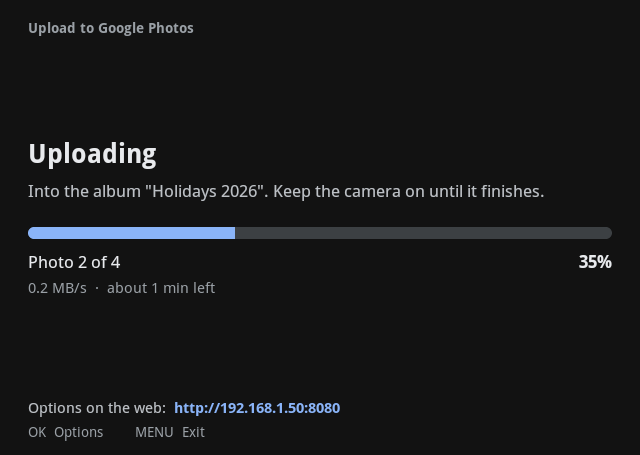 Upload to Google Photos
Uploading
Into the album "Holidays 2026". Keep the camera on until it finishes.
Photo 2 of 4 35%
0.2 MB/s · about 1 min left
Options on the web: http://192.168.1.50:8080
OK Options MENU Exit